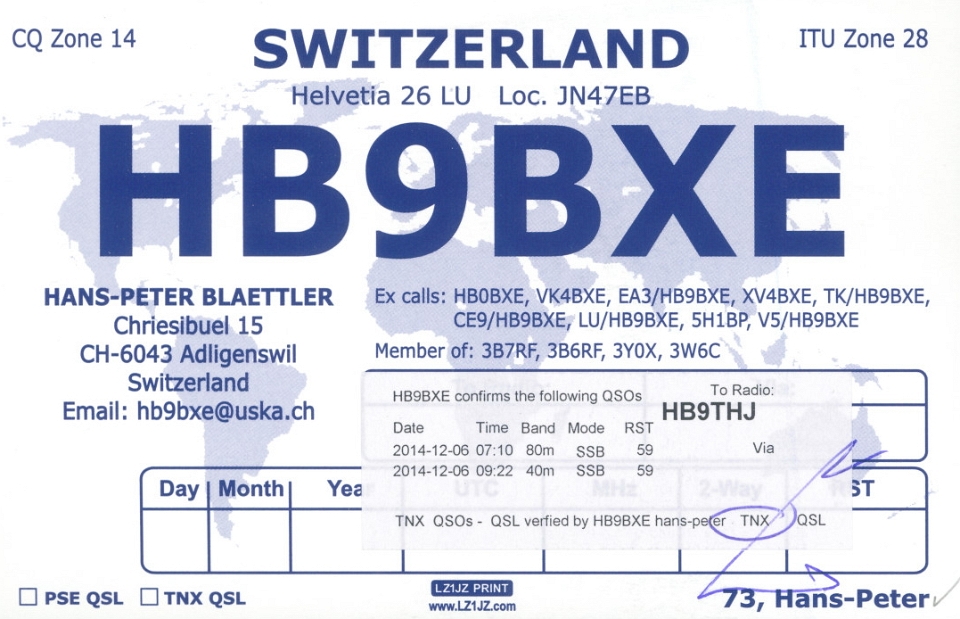 CQ Zone 14
SWITZERLAND
ITU Zone 28
Helvetia 26 LU Loc. JN47EB
HB9BXE
HANS-PETER BLAETTLER
Chriesibuel 15
CH-6043 Adligenswil
Switzerland
Email: hb9bxe@uska.ch
Ex calls: HB0BXE, VK4BXE, EA3/HB9BXE, XV4BXE, TK/HB9BXE,
CE9/HB9BXE, LU/HB9BXE, 5H1BP, V5/HB9BXE
Member of: 3B7RF, 3B6RF, 3Y0X, 3W6C
To Radio:
Via:
HB9BXE confirms the following QSOs
To Radio:
HB9THJ
Date Time Band Mode RST
2014-12-06 07:10 80m SSB 59
Via
2014-12-06 09:22 40m SSB 59
Day Month Year UTC MHz 2-Way RST
TNX QSOs - QSL verfied by HB9BXE hans-peter TNX QSL
PSE QSL TNX QSL
LZ1JZ PRINT
www.LZ1JZ.com
73, Hans-Peter